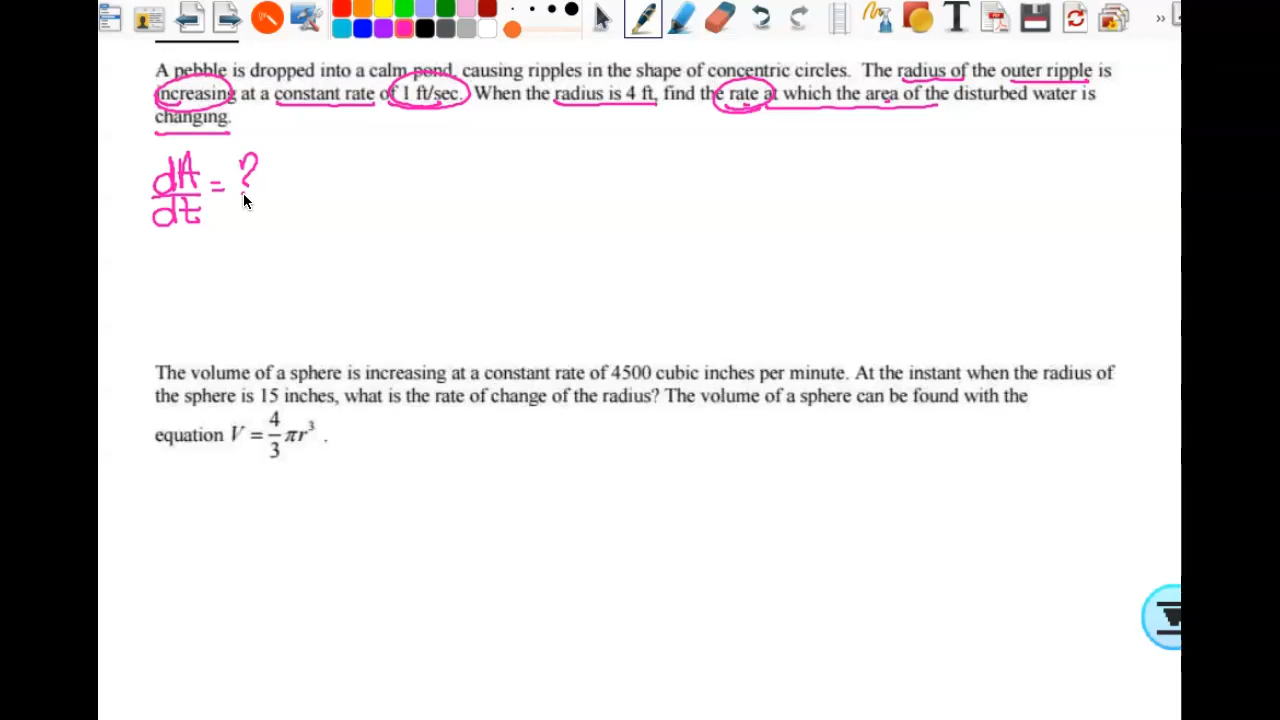 A pebble is dropped into a calm pond, causing ripples in the shape of concentric circles. The radius of the outer ripple is
increasing at a constant rate of 1 ft/sec. When the radius is 4 ft, find the rate at which the area of the disturbed water is
changing.
dA/dt = ?
The volume of a sphere is increasing at a constant rate of 4500 cubic inches per minute. At the instant when the radius of
the sphere is 15 inches, what is the rate of change of the radius? The volume of a sphere can be found with the
equation V = 4/3 πr³ .